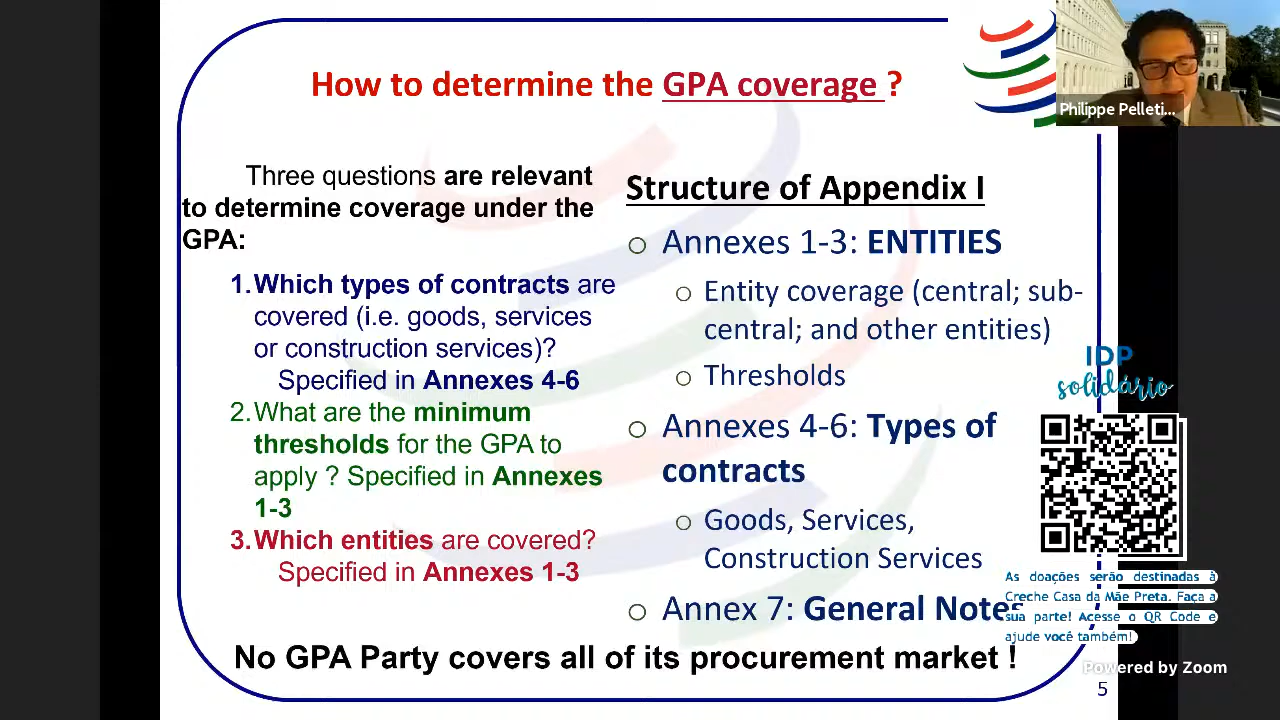 How to determine the GPA coverage ?
Philippe Pelleti...
Three questions are relevant
to determine coverage under the
GPA:
1.Which types of contracts are
covered (i.e. goods, services
or construction services)?
Specified in Annexes 4-6
2.What are the minimum
thresholds for the GPA to
apply ? Specified in Annexes
1-3
3.Which entities are covered?
Specified in Annexes 1-3
Structure of Appendix I
Annexes 1-3: ENTITIES
Entity coverage (central; sub-
central; and other entities)
Thresholds
Annexes 4-6: Types of
contracts
Goods, Services,
Construction Services
Annex 7: General Notes
No GPA Party covers all of its procurement market !
IDP
solidário
As doações serão destinadas à
Creche Casa da Mãe Preta. Faça a
sua parte! Acesse o QR Code e
ajude você também!
Powered by Zoom
5